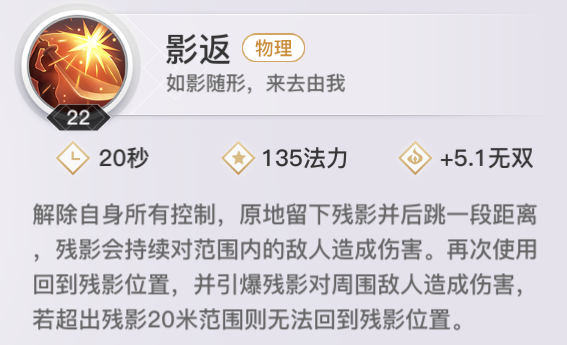 影返 物理
如影随形，来去由我
22
20秒 135法力 +5.1无双
解除自身所有控制，原地留下残影并后跳一段距离
，残影会持续对范围内的敌人造成伤害。再次使用
回到残影位置，并引爆残影对周围敌人造成伤害，
若超出残影20米范围则无法回到残影位置。